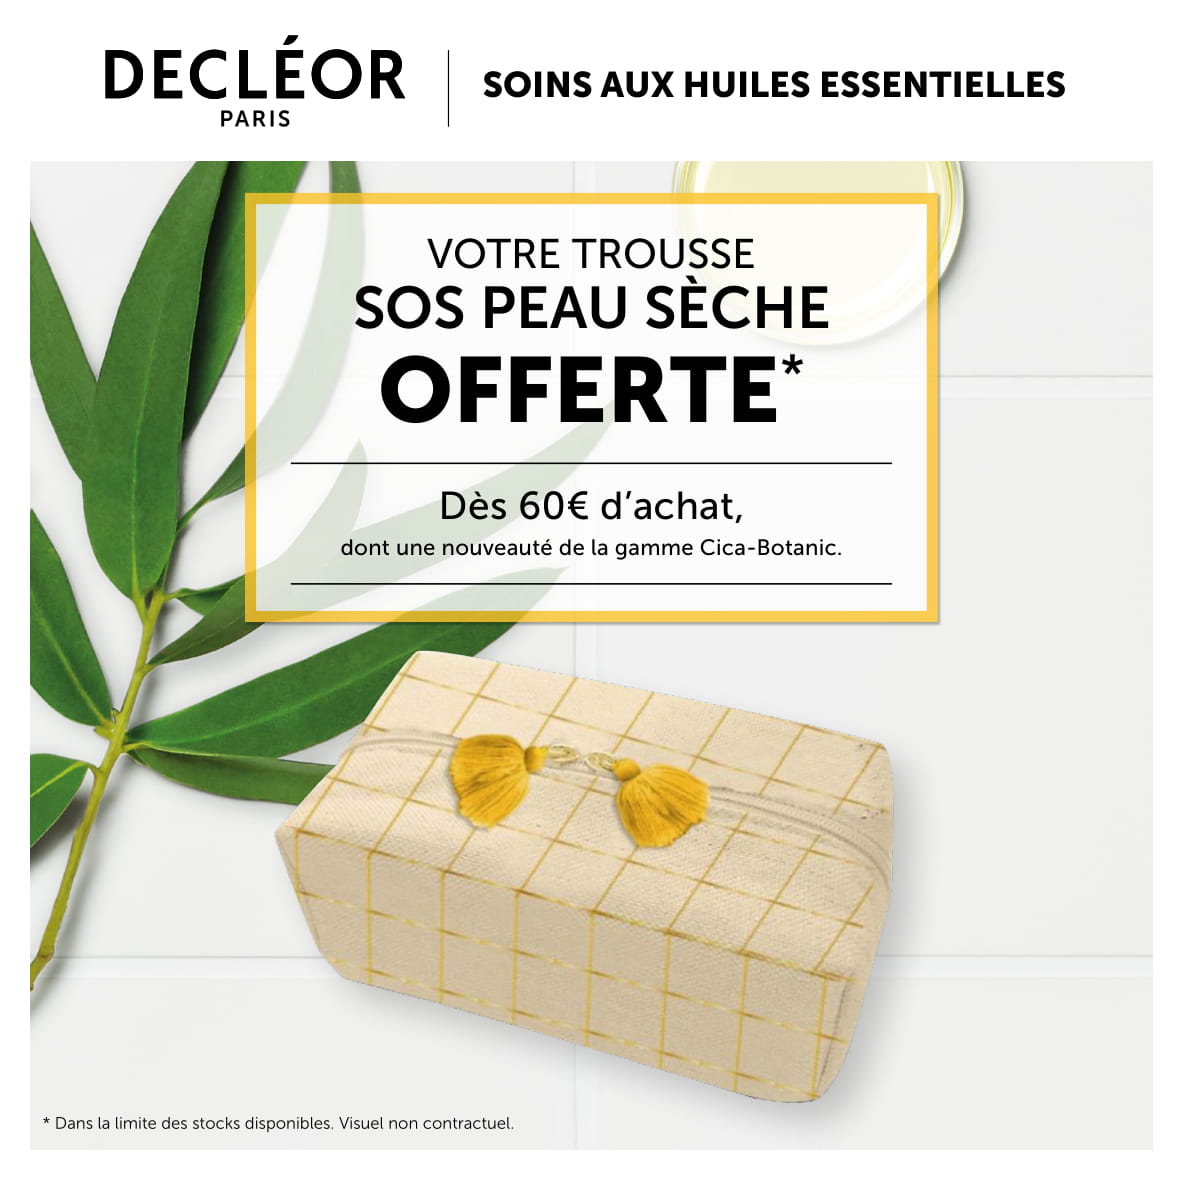 DECLÉOR
PARIS
SOINS AUX HUILES ESSENTIELLES
VOTRE TROUSSE
SOS PEAU SÈCHE
OFFERTE*
Dès 60€ d’achat,
dont une nouveauté de la gamme Cica-Botanic.
* Dans la limite des stocks disponibles. Visuel non contractuel.